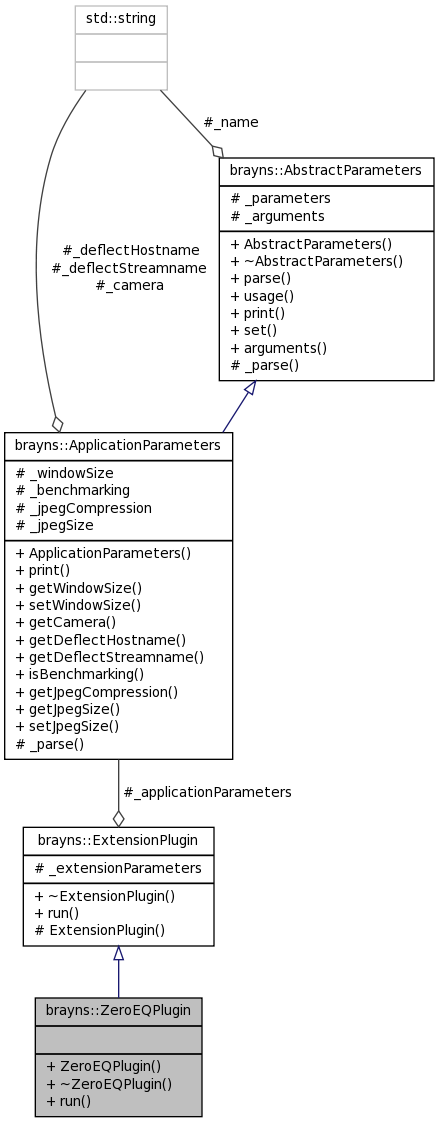 std::string
#_name
brayns::AbstractParameters
# _parameters
# _arguments
+ AbstractParameters()
+ ~AbstractParameters()
+ parse()
+ usage()
+ print()
+ set()
+ arguments()
# _parse()
#_deflectHostname
#_deflectStreamname
#_camera
brayns::ApplicationParameters
# _windowSize
# _benchmarking
# _jpegCompression
# _jpegSize
+ ApplicationParameters()
+ print()
+ getWindowSize()
+ setWindowSize()
+ getCamera()
+ getDeflectHostname()
+ getDeflectStreamname()
+ isBenchmarking()
+ getJpegCompression()
+ getJpegSize()
+ setJpegSize()
# _parse()
#_applicationParameters
brayns::ExtensionPlugin
# _extensionParameters
+ ~ExtensionPlugin()
+ run()
# ExtensionPlugin()
brayns::ZeroEQPlugin
+ ZeroEQPlugin()
+ ~ZeroEQPlugin()
+ run()